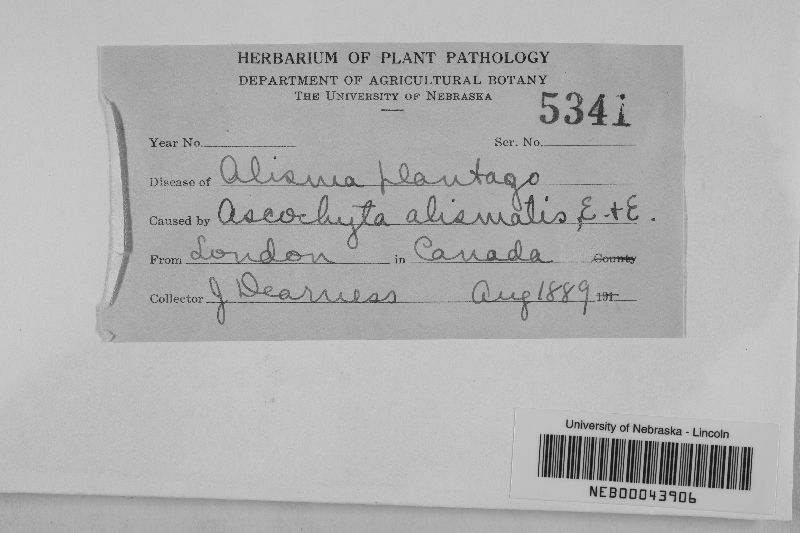 HERBARIUM OF PLANT PATHOLOGY
DEPARTMENT OF AGRICULTURAL BOTANY
THE UNIVERSITY OF NEBRASKA
5341
Year No. Ser. No.
Disease of Alisma plantago
Caused by Ascochyta alismatis, E + E.
From London in Canada County
Collector J Dearness Aug 1889 191
University of Nebraska - Lincoln
NEB00043906